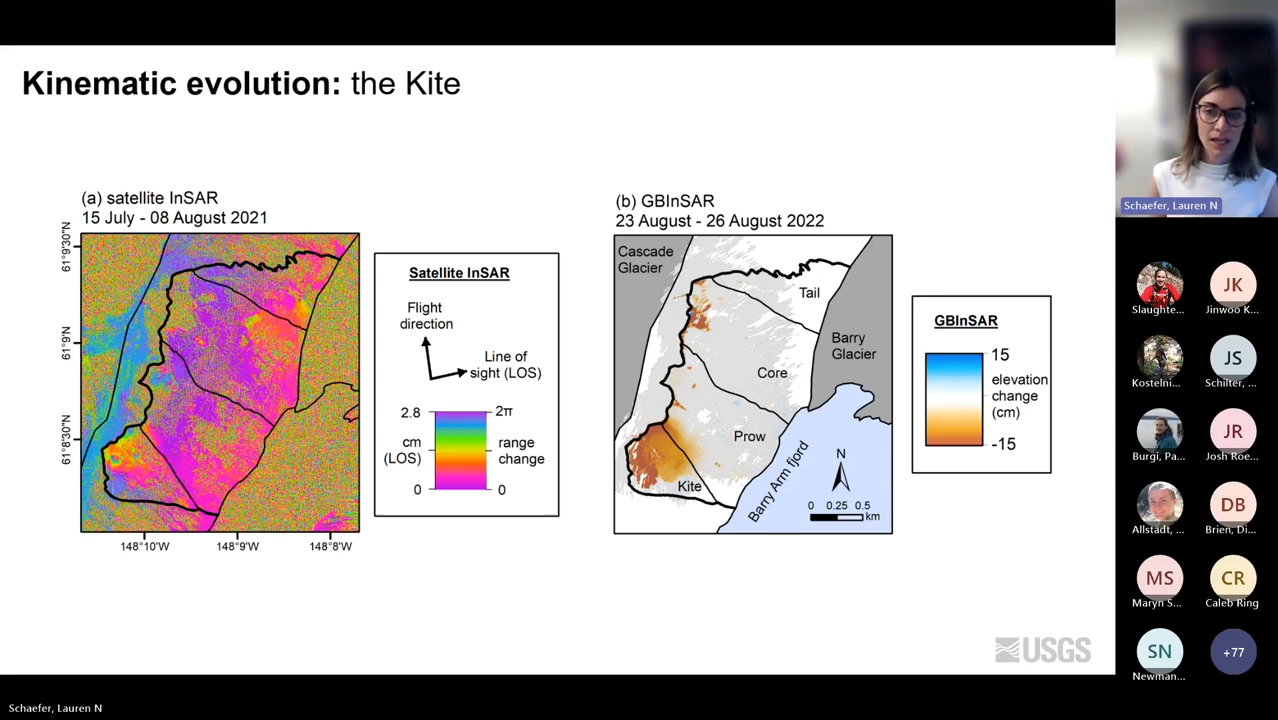 Kinematic evolution: the Kite
(a) satellite InSAR
15 July - 08 August 2021
61°9'30"N
61°9'N
61°8'30"N
148°10'W
148°9'W
148°8'W
Satellite InSAR
Flight
direction
Line of
sight (LOS)
2.8
2π
cm
(LOS)
range
change
0
0
(b) GBInSAR
23 August - 26 August 2022
Cascade
Glacier
Tail
Barry
Glacier
Core
Prow
Kite
Barry Arm fjord
N
0 0.25 0.5
km
GBInSAR
15
elevation
change
(cm)
-15
USGS
Schaefer, Lauren N
Slaughte...
JK
Jinwoo K...
Kostelni...
JS
Schilter, ...
Burgi, Pa...
JR
Josh Roe...
Allstadt, ...
DB
Brien, Di...
MS
Maryn S...
CR
Caleb Ring
SN
Newman...
+77
Schaefer, Lauren N